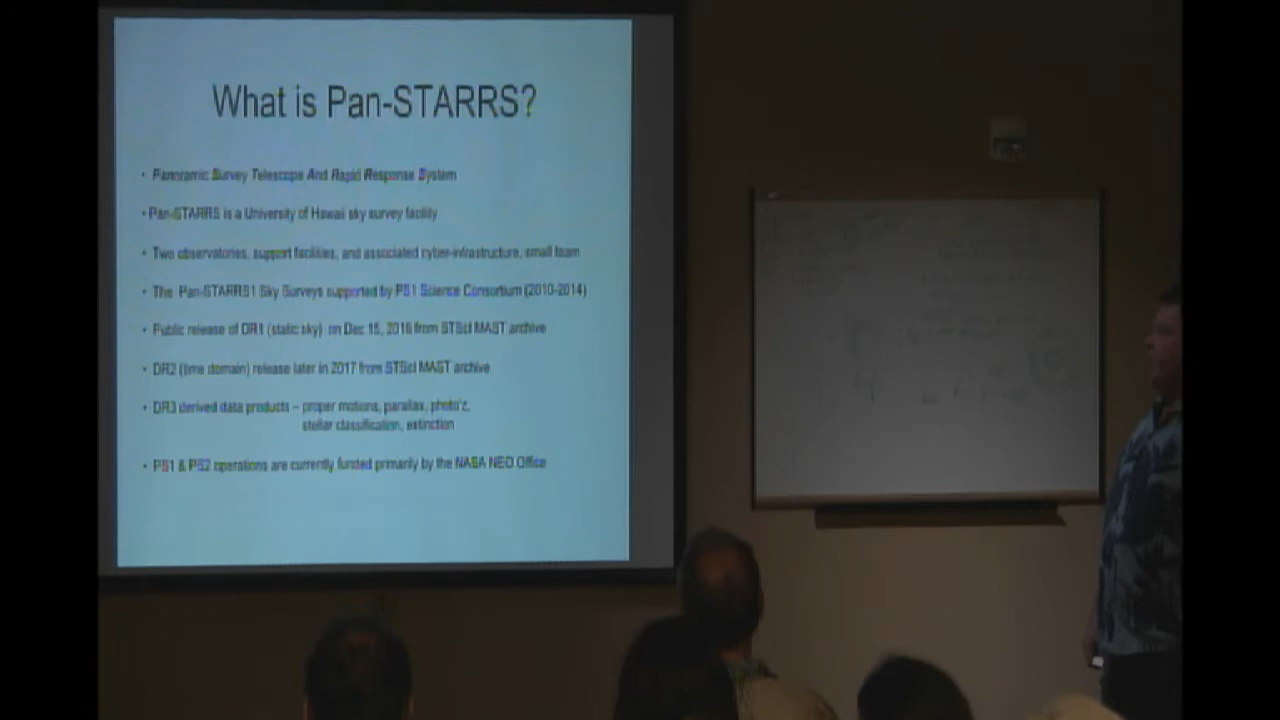 What is Pan-STARRS?
• Panoramic Survey Telescope And Rapid Response System
• Pan-STARRS is a University of Hawaii sky survey facility
• Two observatories, support facilities, and associated cyber-infrastructure, small team
• The Pan-STARRS1 Sky Surveys supported by PS1 Science Consortium (2010-2014)
• Public release of DR1 (static sky) on Dec 15, 2016 from STScI MAST archive
• DR2 (time domain) release later in 2017 from STScI MAST archive
• DR3 derived data products – proper motions, parallax, photo'z,
stellar classification, extinction
• PS1 & PS2 operations are currently funded primarily by the NASA NEO Office